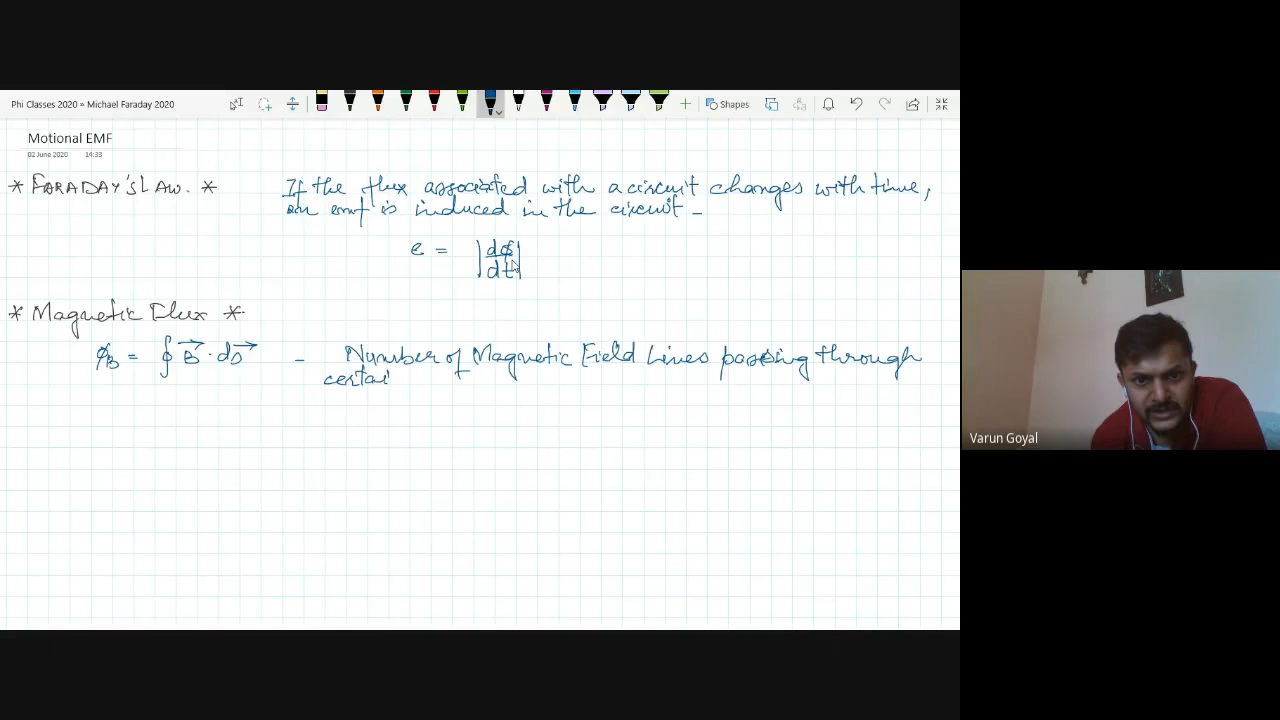 Phi Classes 2020 » Michael Faraday 2020
Shapes
Motional EMF
02 June 2020 14:33
* FARADAY'S LAW. *
If the flux associated with a circuit changes with time,
an emf is induced in the circuit -
e = |dϕ/dt|
* Magnetic Flux *
ϕB = ∮ B⃗ · ds⃗ - Number of Magnetic Field Lines passing through
certai
Varun Goyal